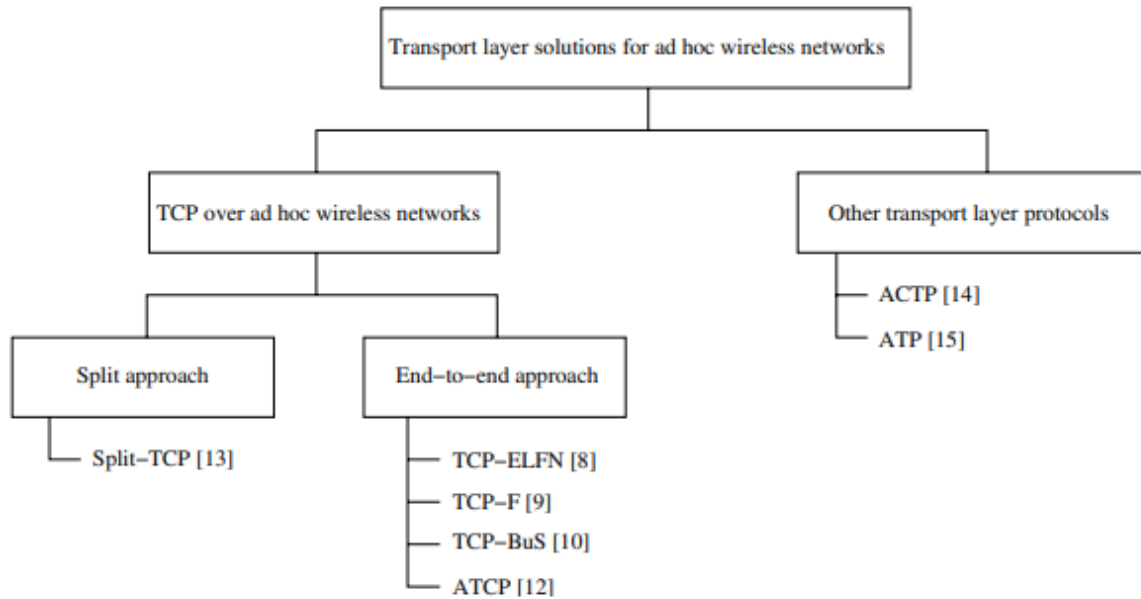 Transport layer solutions for ad hoc wireless networks
TCP over ad hoc wireless networks
Other transport layer protocols
ACTP [14]
ATP [15]
Split approach
End−to−end approach
Split−TCP [13]
TCP−ELFN [8]
TCP−F [9]
TCP−BuS [10]
ATCP [12]